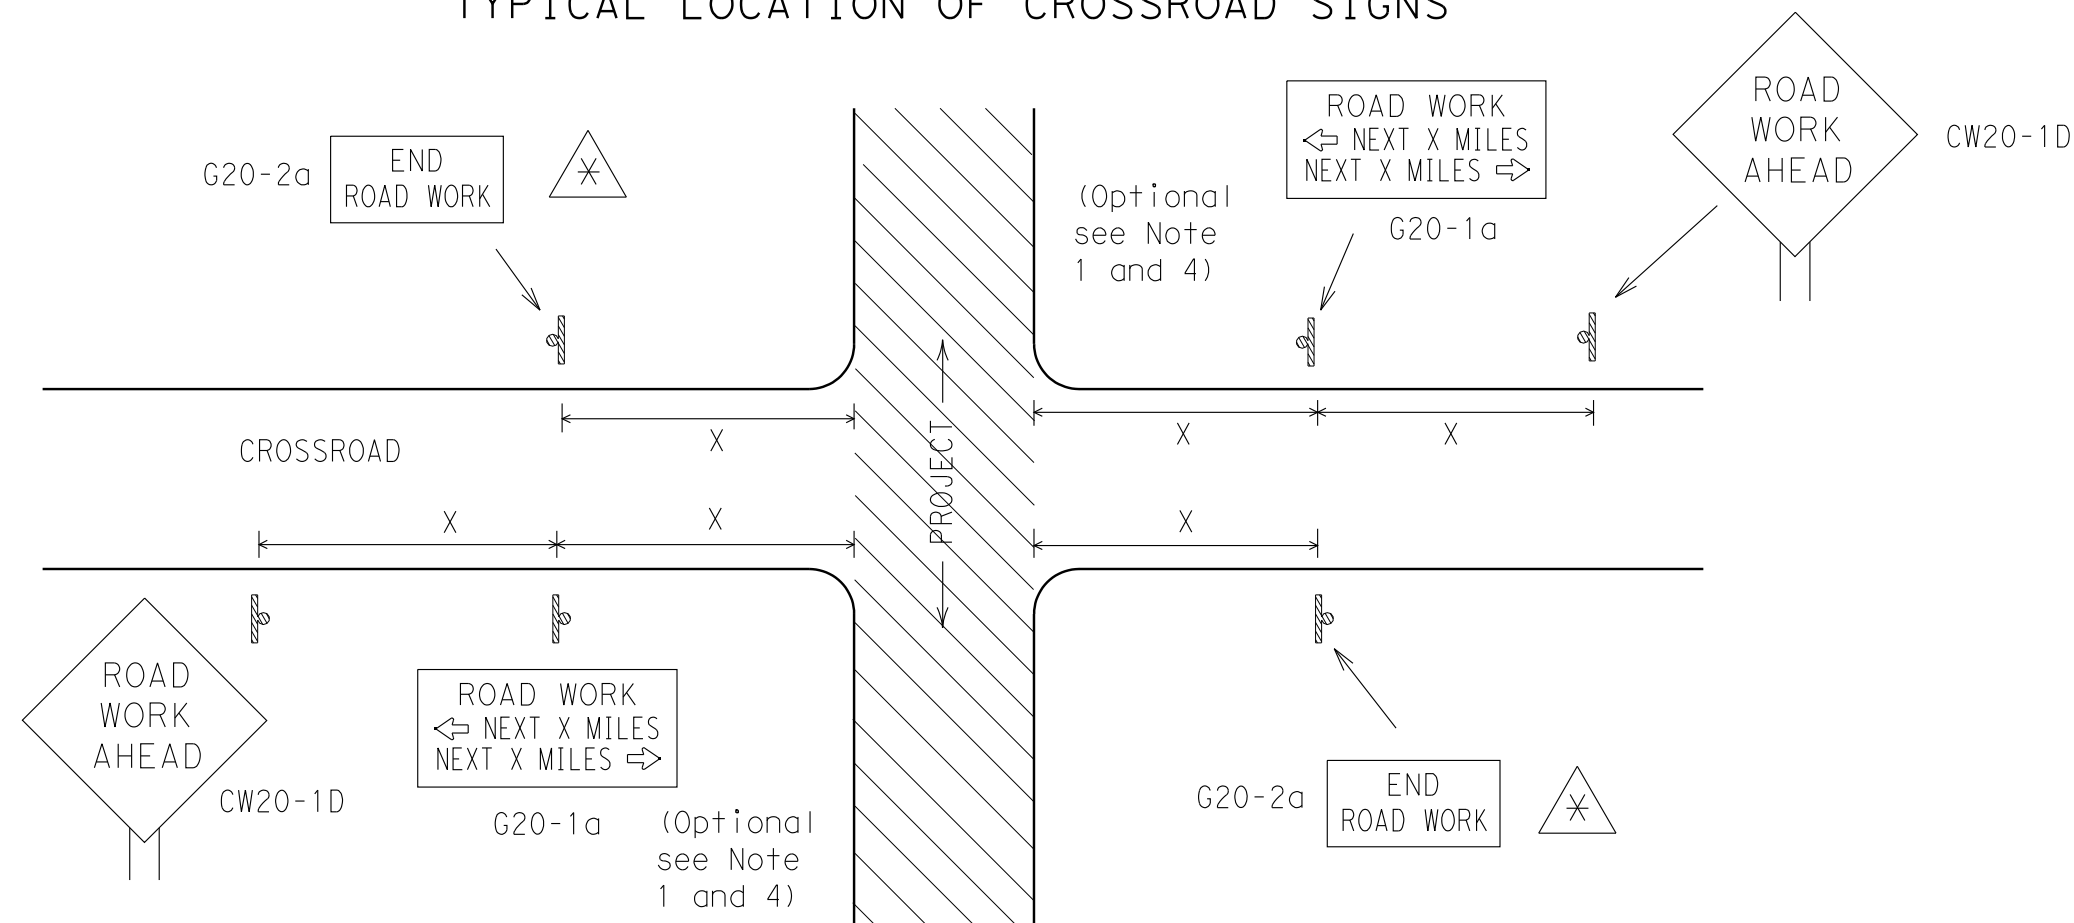 TYPICAL LOCATION OF CROSSROAD SIGNS
G20-2a
END
ROAD WORK
*
(Optional
see Note
1 and 4)
ROAD WORK
⇦ NEXT X MILES
NEXT X MILES ⇨
G20-1a
ROAD
WORK
AHEAD
CW20-1D
CROSSROAD
X
X
X
PROJECT
X
X
X
ROAD
WORK
AHEAD
CW20-1D
ROAD WORK
⇦ NEXT X MILES
NEXT X MILES ⇨
G20-1a
(Optional
see Note
1 and 4)
G20-2a
END
ROAD WORK
*